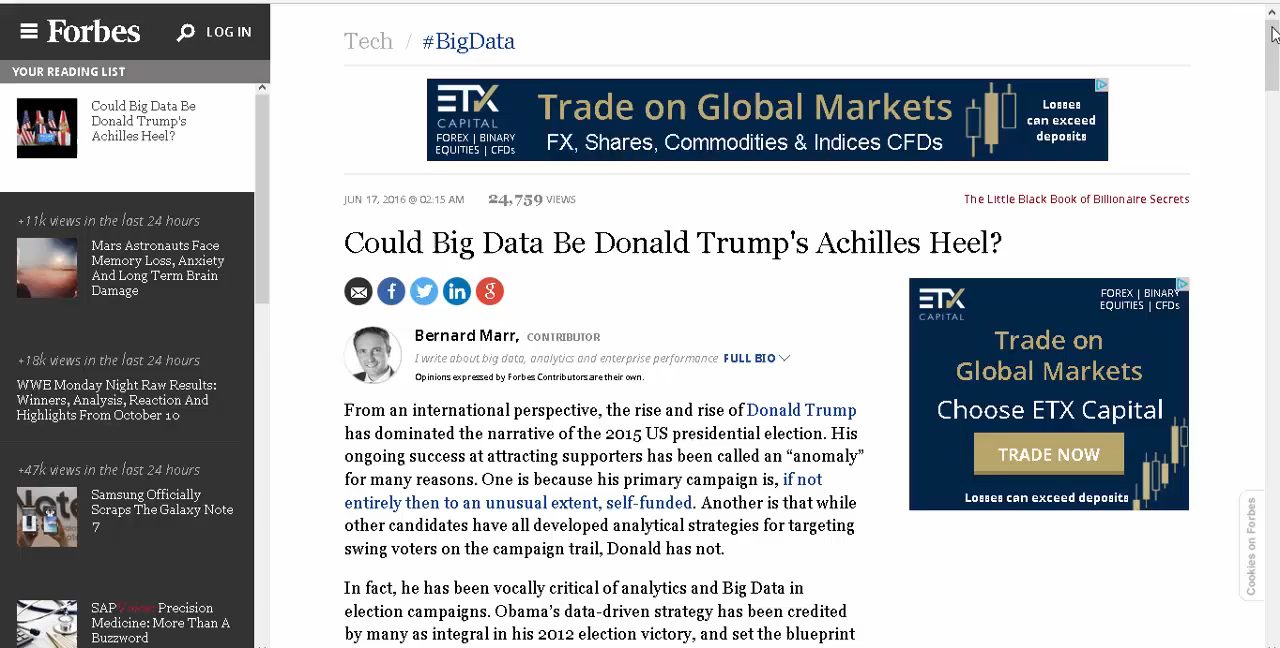 Forbes
LOG IN
YOUR READING LIST
Could Big Data Be
Donald Trump's
Achilles Heel?
+11k views in the last 24 hours
Mars Astronauts Face
Memory Loss, Anxiety
And Long Term Brain
Damage
+18k views in the last 24 hours
WWE Monday Night Raw Results:
Winners, Analysis, Reaction And
Highlights From October 10
+47k views in the last 24 hours
Samsung Officially
Scraps The Galaxy Note
7
SAP Voice: Precision
Medicine: More Than A
Buzzword
Tech / #BigData
ETX
CAPITAL
FOREX | BINARY
EQUITIES | CFDs
Trade on Global Markets
FX, Shares, Commodities & Indices CFDs
Losses
can exceed
deposits
JUN 17, 2016 @ 02:15 AM 24,759 VIEWS
The Little Black Book of Billionaire Secrets
Could Big Data Be Donald Trump's Achilles Heel?
Bernard Marr, CONTRIBUTOR
I write about big data, analytics and enterprise performance FULL BIO
Opinions expressed by Forbes Contributors are their own.
From an international perspective, the rise and rise of Donald Trump
has dominated the narrative of the 2015 US presidential election. His
ongoing success at attracting supporters has been called an “anomaly”
for many reasons. One is because his primary campaign is, if not
entirely then to an unusual extent, self-funded. Another is that while
other candidates have all developed analytical strategies for targeting
swing voters on the campaign trail, Donald has not.
In fact, he has been vocally critical of analytics and Big Data in
election campaigns. Obama’s data-driven strategy has been credited
by many as integral in his 2012 election victory, and set the blueprint
ETX
CAPITAL
FOREX | BINARY
EQUITIES | CFDs
Trade on
Global Markets
Choose ETX Capital
TRADE NOW
Losses can exceed deposits
Cookies on Forbes